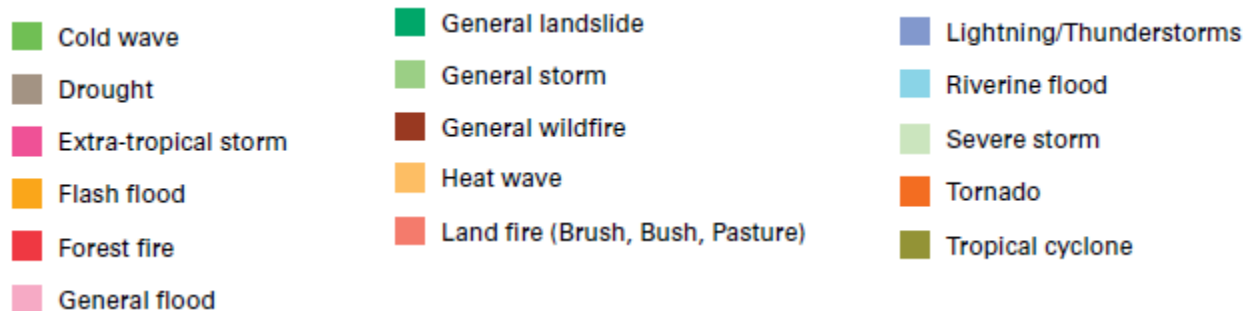 Cold wave
Drought
Extra-tropical storm
Flash flood
Forest fire
General flood
General landslide
General storm
General wildfire
Heat wave
Land fire (Brush, Bush, Pasture)
Lightning/Thunderstorms
Riverine flood
Severe storm
Tornado
Tropical cyclone